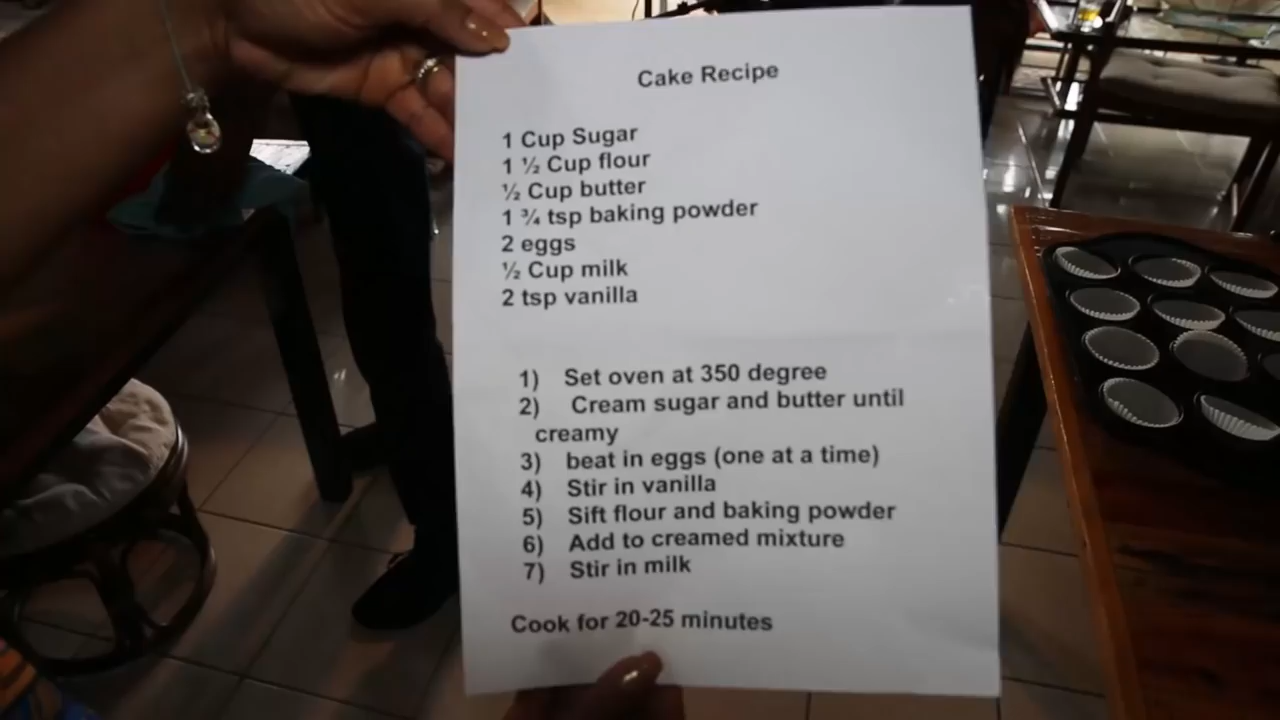 Cake Recipe
1 Cup Sugar
1 ½ Cup flour
½ Cup butter
1 ¾ tsp baking powder
2 eggs
½ Cup milk
2 tsp vanilla
1) Set oven at 350 degree
2) Cream sugar and butter until
creamy
3) beat in eggs (one at a time)
4) Stir in vanilla
5) Sift flour and baking powder
6) Add to creamed mixture
7) Stir in milk
Cook for 20-25 minutes